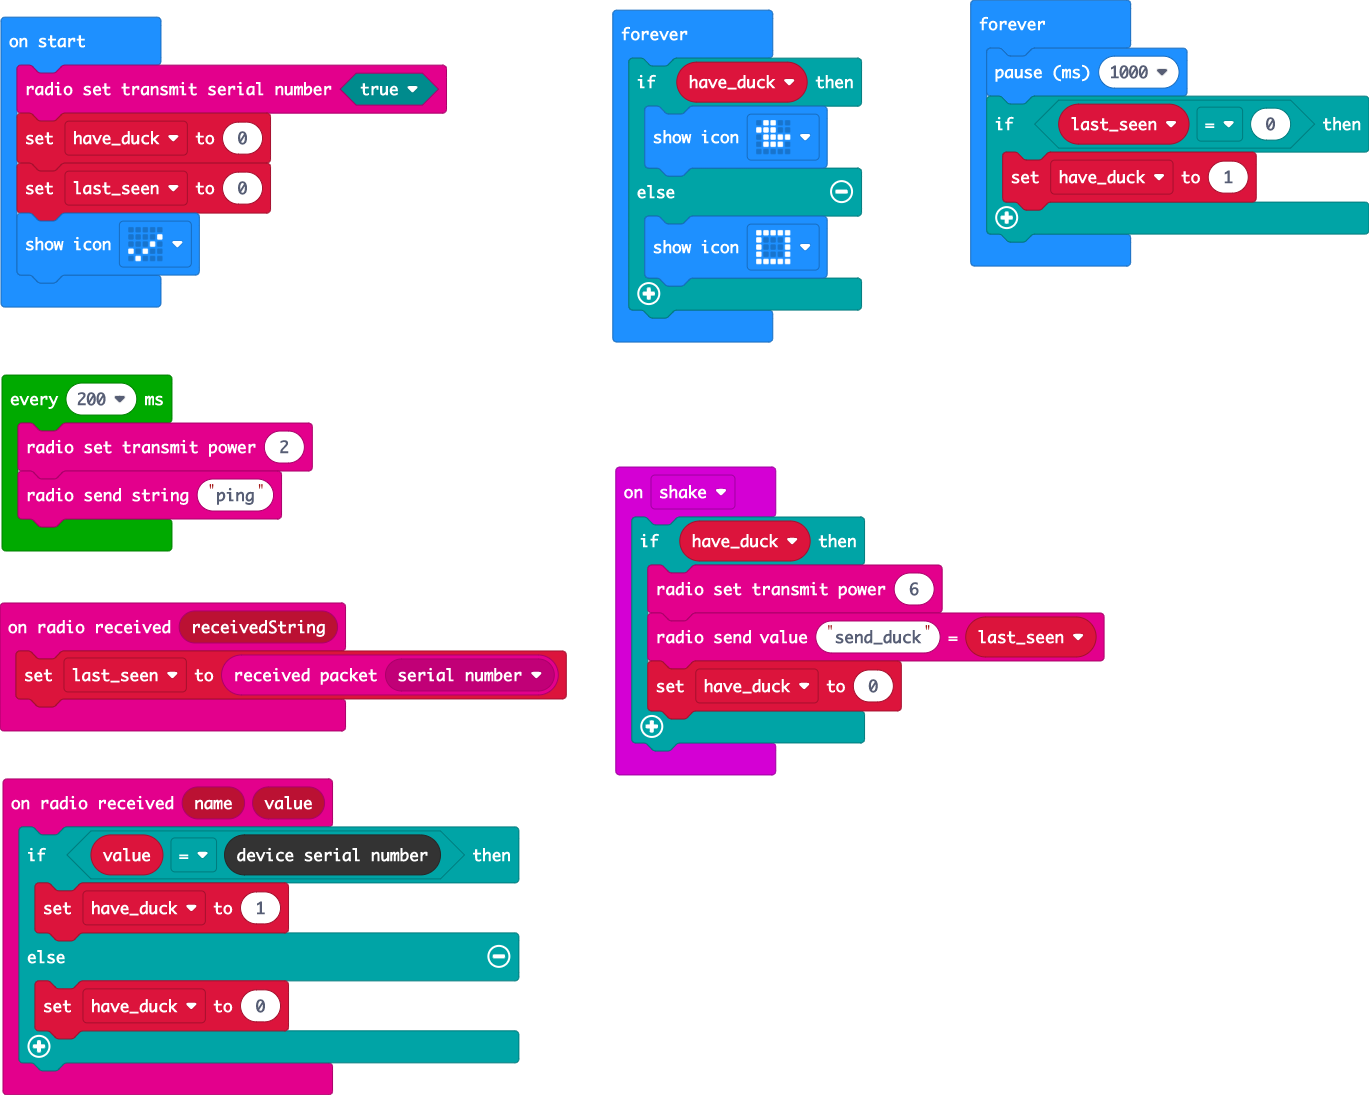 on start
radio set transmit serial number true
set have_duck to 0
set last_seen to 0
show icon
every 200 ms
radio set transmit power 2
radio send string "ping"
on radio received receivedString
set last_seen to received packet serial number
on radio received name value
if value = device serial number then
set have_duck to 1
else
set have_duck to 0
forever
if have_duck then
show icon
else
show icon
on shake
if have_duck then
radio set transmit power 6
radio send value "send_duck" = last_seen
set have_duck to 0
forever
pause (ms) 1000
if last_seen = 0 then
set have_duck to 1